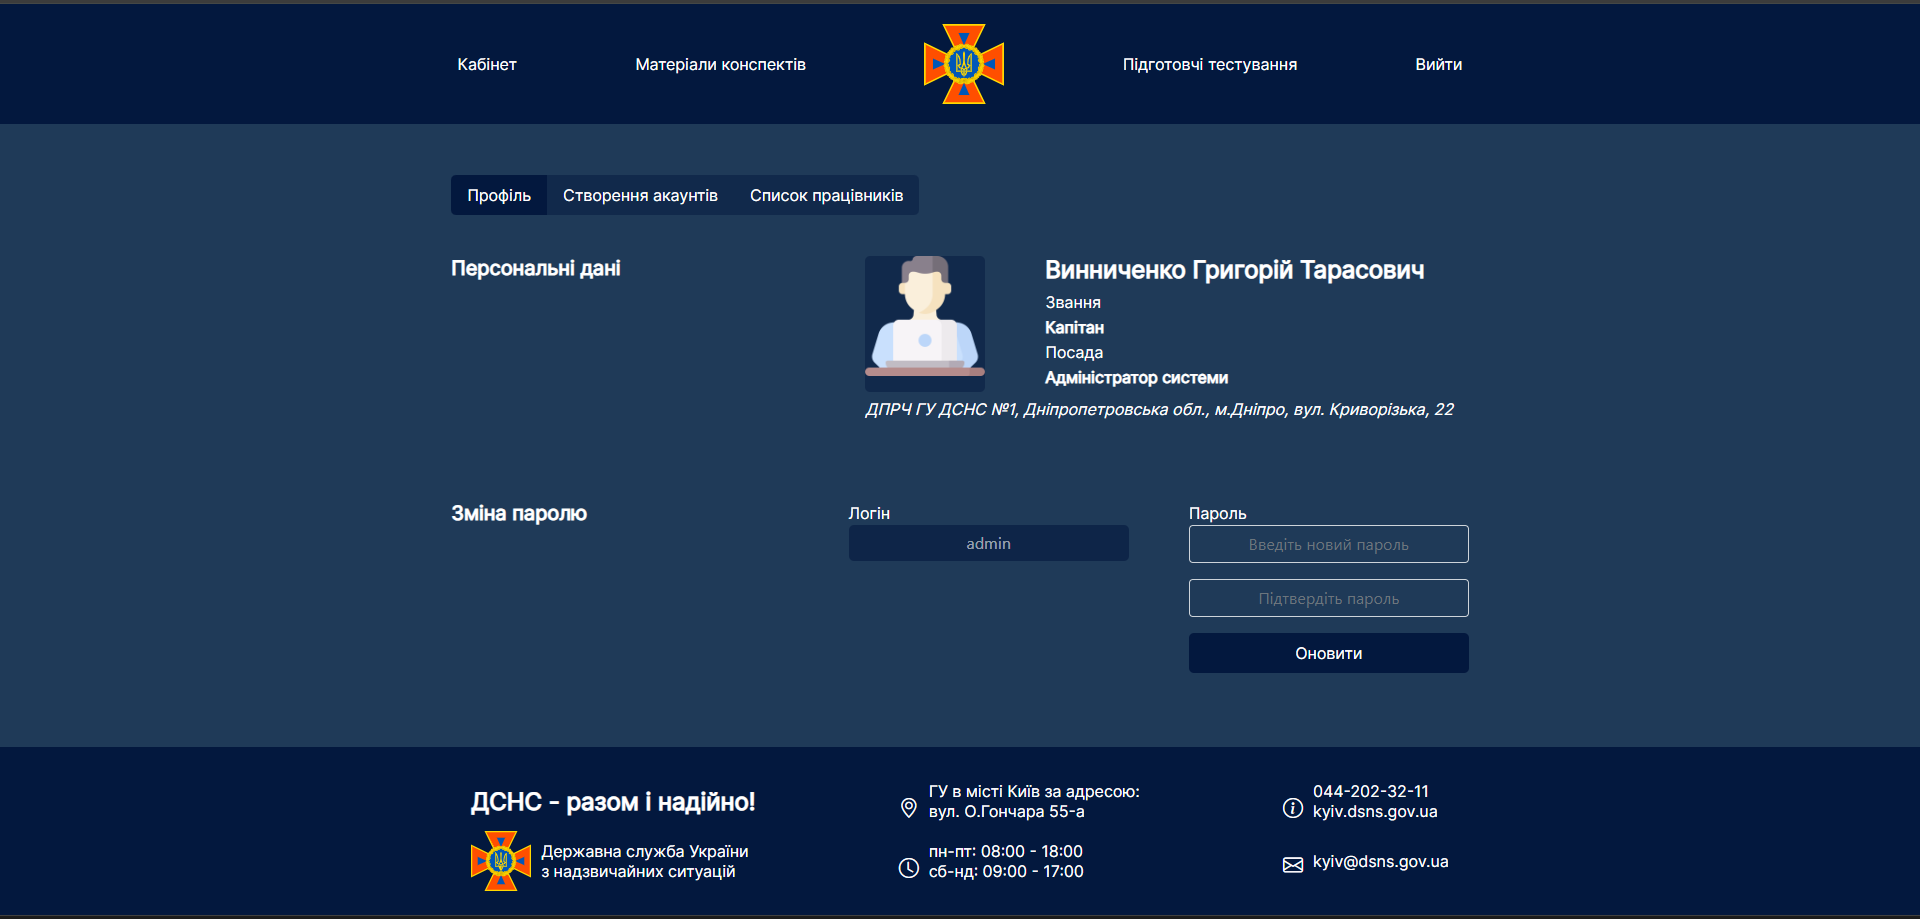 Кабінет
Матеріали конспектів
Підготовчі тестування
Вийти
Профіль
Створення акаунтів
Список працівників
Персональні дані
Винниченко Григорій Тарасович
Звання
Капітан
Посада
Адміністратор системи
ДПРЧ ГУ ДСНС №1, Дніпропетровська обл., м.Дніпро, вул. Криворізька, 22
Зміна паролю
Логін
admin
Пароль
Введіть новий пароль
Підтвердіть пароль
Оновити
ДСНС - разом і надійно!
Державна служба України
з надзвичайних ситуацій
ГУ в місті Київ за адресою:
вул. О.Гончара 55-а
пн-пт: 08:00 - 18:00
сб-нд: 09:00 - 17:00
044-202-32-11
kyiv.dsns.gov.ua
kyiv@dsns.gov.ua